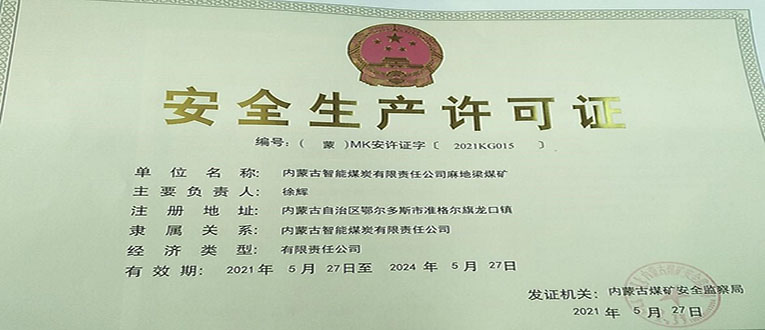 安全生产许可证
编号：（ 蒙 ）MK安许证字〔 2021KG015 〕
单位名称： 内蒙古智能煤炭有限责任公司麻地梁煤矿
主要负责人： 徐辉
注册地址： 内蒙古自治区鄂尔多斯市准格尔旗龙口镇
隶属关系： 内蒙古智能煤炭有限责任公司
经济类型： 有限责任公司
有效期： 2021 年 5 月 27 日至 2024 年 5 月 27 日
发证机关：内蒙古煤矿安全监察局
2021 年 5 月 27 日